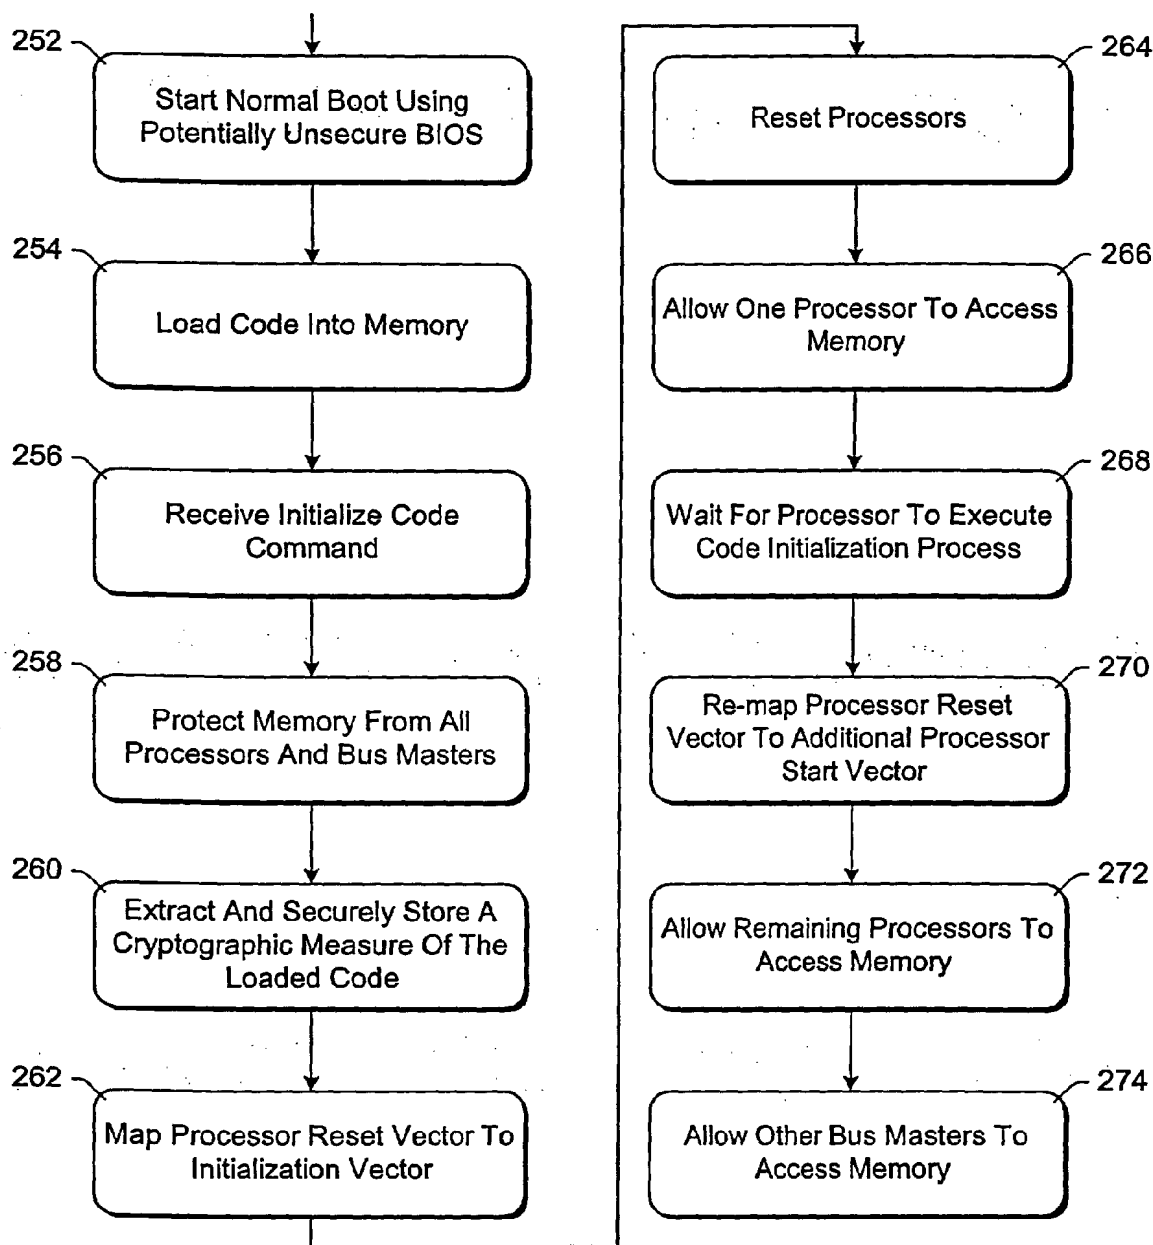 252
Start Normal Boot Using
Potentially Unsecure BIOS
254
Load Code Into Memory
256
Receive Initialize Code
Command
258
Protect Memory From All
Processors And Bus Masters
260
Extract And Securely Store A
Cryptographic Measure Of The
Loaded Code
262
Map Processor Reset Vector To
Initialization Vector
264
Reset Processors
266
Allow One Processor To Access
Memory
268
Wait For Processor To Execute
Code Initialization Process
270
Re-map Processor Reset
Vector To Additional Processor
Start Vector
272
Allow Remaining Processors To
Access Memory
274
Allow Other Bus Masters To
Access Memory